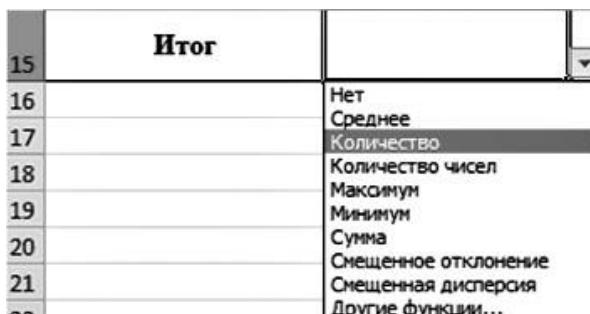 15 Итог
16 Нет
Среднее
17 Количество
18 Количество чисел
Максимум
19 Минимум
20 Сумма
Смещенное отклонение
21 Смещенная дисперсия
Другие функции...